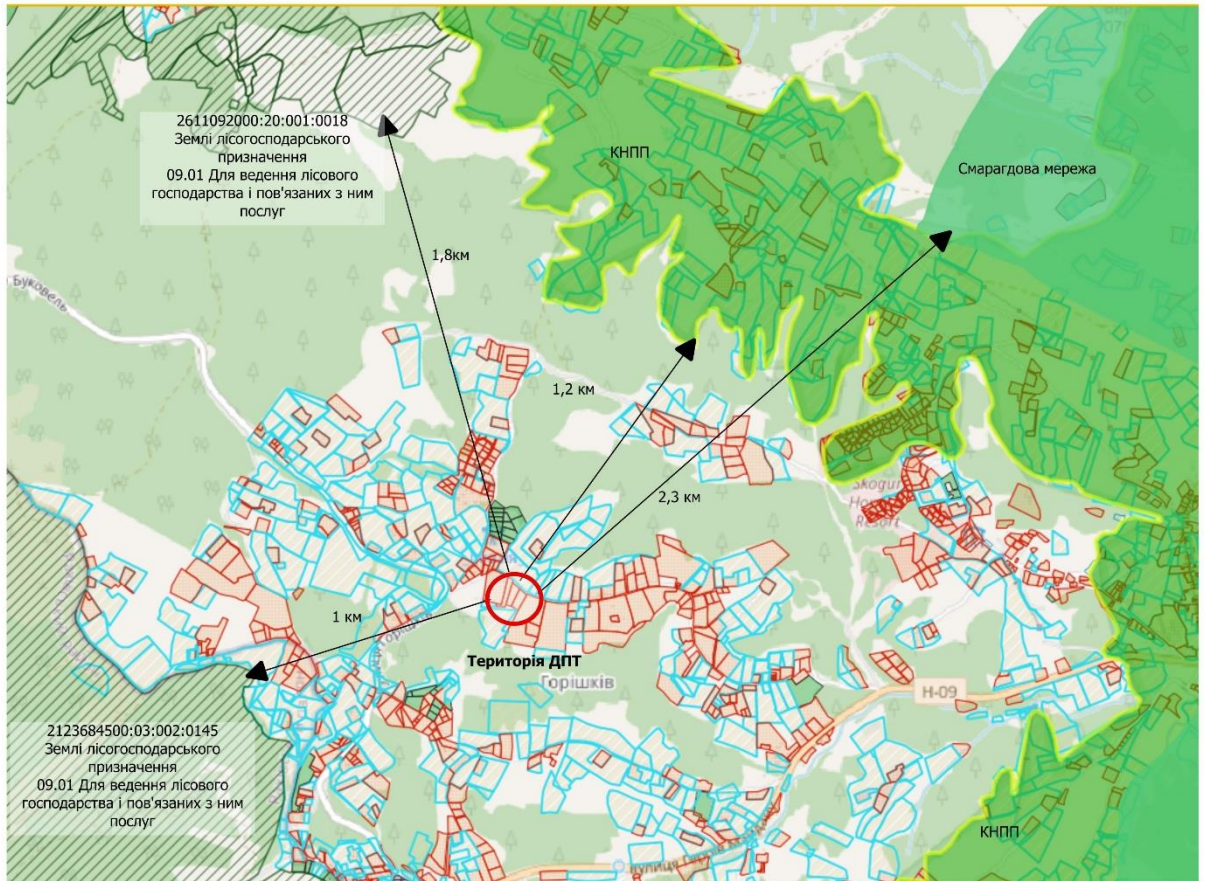 2611092000:20:001:0018
Землі лісогосподарського
призначення
09.01 Для ведення лісового
господарства і пов'язаних з ним
послуг
КНПП
Смарагдова мережа
1,8км
Буковель
1,2 км
2,3 км
Skogur
Resort
1 км
Територія ДПТ
Горішків
Н-09
2123684500:03:002:0145
Землі лісогосподарського
призначення
09.01 Для ведення лісового
господарства і пов'язаних з ним
послуг
КНПП